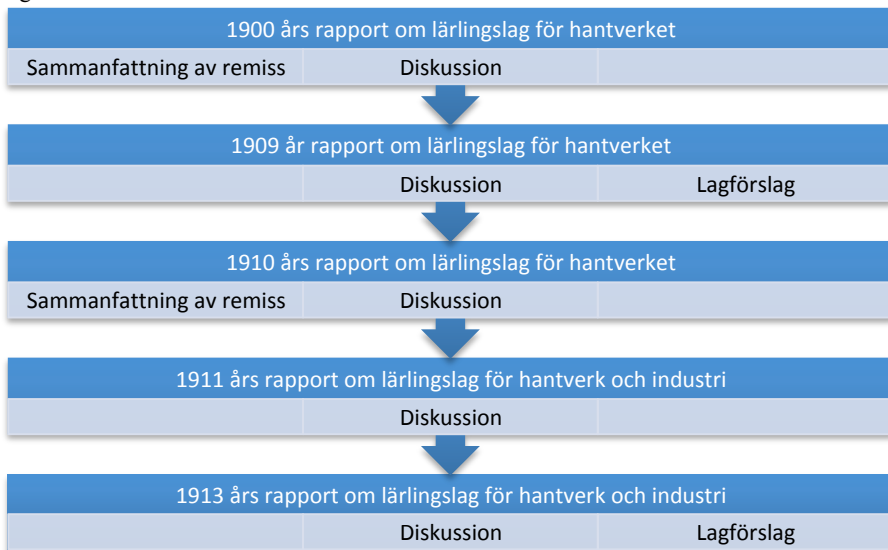 1900 års rapport om lärlingslag för hantverket
Sammanfattning av remiss Diskussion
1909 år rapport om lärlingslag för hantverket
Diskussion Lagförslag
1910 års rapport om lärlingslag för hantverket
Sammanfattning av remiss Diskussion
1911 års rapport om lärlingslag för hantverk och industri
Diskussion
1913 års rapport om lärlingslag för hantverk och industri
Diskussion Lagförslag